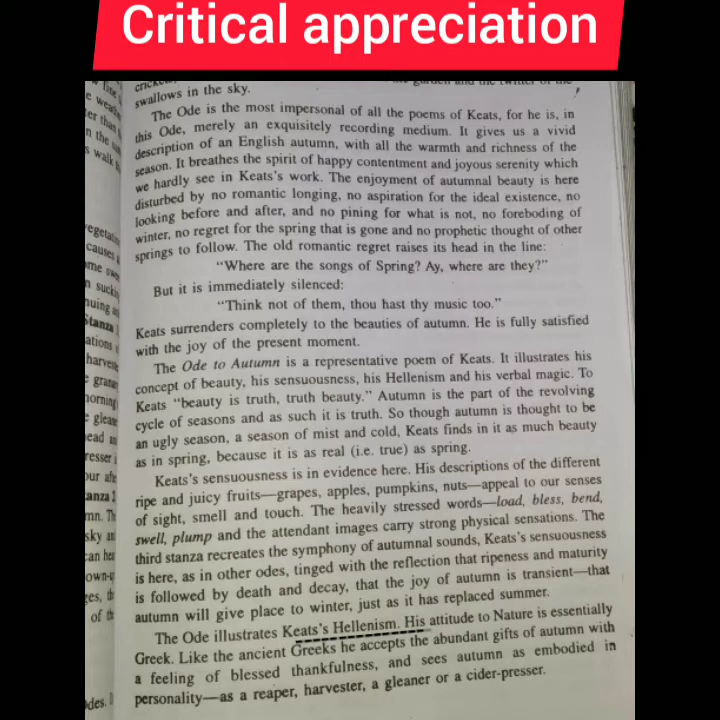 Critical appreciation
swallows in the sky.
The Ode is the most impersonal of all the poems of Keats, for he is, in
this Ode, merely an exquisitely recording medium. It gives us a vivid
description of an English autumn, with all the warmth and richness of the
season. It breathes the spirit of happy contentment and joyous serenity which
we hardly see in Keats's work. The enjoyment of autumnal beauty is here
disturbed by no romantic longing, no aspiration for the ideal existence, no
looking before and after, and no pining for what is not, no foreboding of
winter, no regret for the spring that is gone and no prophetic thought of other
springs to follow. The old romantic regret raises its head in the line:
"Where are the songs of Spring? Ay, where are they?"
But it is immediately silenced:
"Think not of them, thou hast thy music too."
Keats surrenders completely to the beauties of autumn. He is fully satisfied
with the joy of the present moment.
The Ode to Autumn is a representative poem of Keats. It illustrates his
concept of beauty, his sensuousness, his Hellenism and his verbal magic. To
Keats "beauty is truth, truth beauty." Autumn is the part of the revolving
cycle of seasons and as such it is truth. So though autumn is thought to be
an ugly season, a season of mist and cold, Keats finds in it as much beauty
as in spring, because it is as real (i.e. true) as spring.
Keats's sensuousness is in evidence here. His descriptions of the different
ripe and juicy fruits—grapes, apples, pumpkins, nuts—appeal to our senses
of sight, smell and touch. The heavily stressed words—load, bless, bend,
swell, plump and the attendant images carry strong physical sensations. The
third stanza recreates the symphony of autumnal sounds, Keats's sensuousness
is here, as in other odes, tinged with the reflection that ripeness and maturity
is followed by death and decay, that the joy of autumn is transient—that
autumn will give place to winter, just as it has replaced summer.
The Ode illustrates Keats's Hellenism. His attitude to Nature is essentially
Greek. Like the ancient Greeks he accepts the abundant gifts of autumn with
a feeling of blessed thankfulness, and sees autumn as embodied in
personality—as a reaper, harvester, a gleaner or a cider-presser.